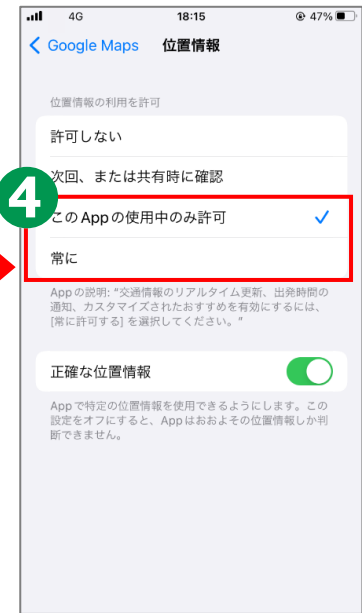 4G 18:15 47%
Google Maps 位置情報
位置情報の利用を許可
許可しない
次回、または共有時に確認
4
このAppの使用中のみ許可
常に
Appの説明: “交通情報のリアルタイム更新、出発時間の
通知、カスタマイズされたおすすめを有効にするには、
[常に許可する] を選択してください。”
正確な位置情報
Appで特定の位置情報を使用できるようにします。この
設定をオフにすると、Appはおおよその位置情報しか判
断できません。